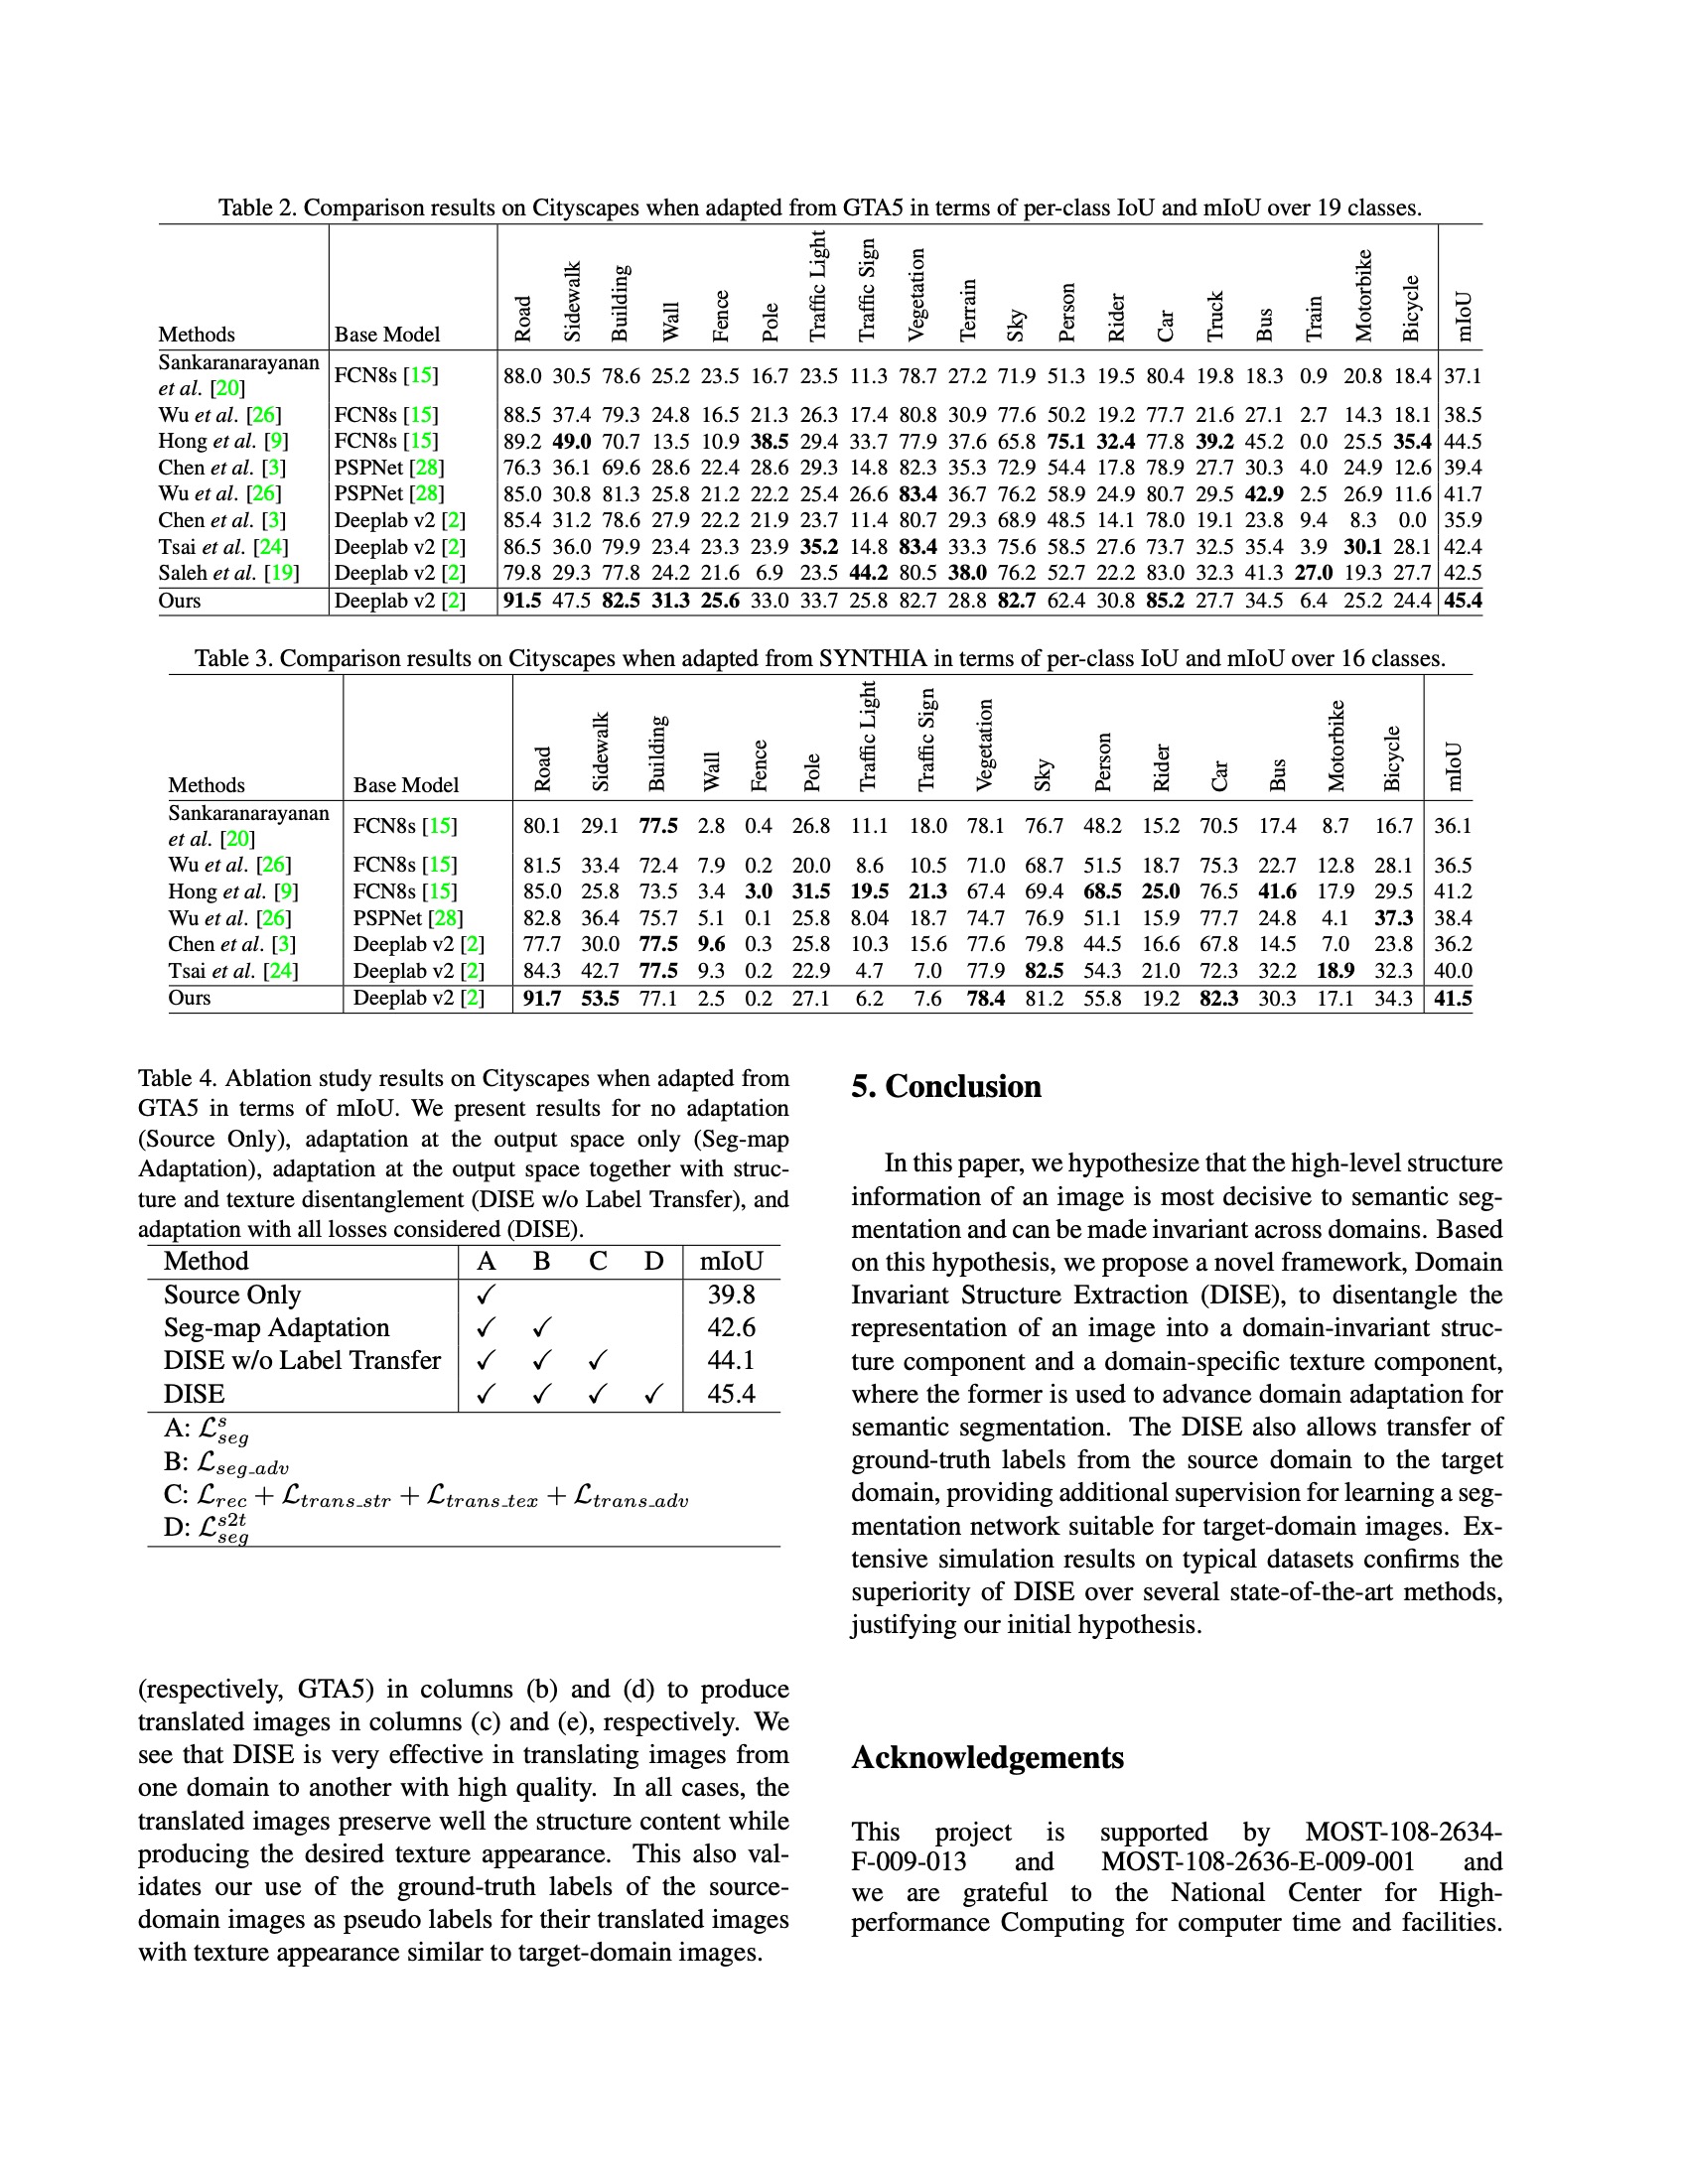 Table 2. Comparison results on Cityscapes when adapted from GTA5 in terms of per-class IoU and mIoU over 19 classes.
Methods Base Model Road Sidewalk Building Wall Fence Pole Traffic Light Traffic Sign Vegetation Terrain Sky Person Rider Car Truck Bus Train Motorbike Bicycle mIoU
Sankaranarayanan
et al. [20] FCN8s [15] 88.0 30.5 78.6 25.2 23.5 16.7 23.5 11.3 78.7 27.2 71.9 51.3 19.5 80.4 19.8 18.3 0.9 20.8 18.4 37.1
Wu et al. [26] FCN8s [15] 88.5 37.4 79.3 24.8 16.5 21.3 26.3 17.4 80.8 30.9 77.6 50.2 19.2 77.7 21.6 27.1 2.7 14.3 18.1 38.5
Hong et al. [9] FCN8s [15] 89.2 49.0 70.7 13.5 10.9 38.5 29.4 33.7 77.9 37.6 65.8 75.1 32.4 77.8 39.2 45.2 0.0 25.5 35.4 44.5
Chen et al. [3] PSPNet [28] 76.3 36.1 69.6 28.6 22.4 28.6 29.3 14.8 82.3 35.3 72.9 54.4 17.8 78.9 27.7 30.3 4.0 24.9 12.6 39.4
Wu et al. [26] PSPNet [28] 85.0 30.8 81.3 25.8 21.2 22.2 25.4 26.6 83.4 36.7 76.2 58.9 24.9 80.7 29.5 42.9 2.5 26.9 11.6 41.7
Chen et al. [3] Deeplab v2 [2] 85.4 31.2 78.6 27.9 22.2 21.9 23.7 11.4 80.7 29.3 68.9 48.5 14.1 78.0 19.1 23.8 9.4 8.3 0.0 35.9
Tsai et al. [24] Deeplab v2 [2] 86.5 36.0 79.9 23.4 23.3 23.9 35.2 14.8 83.4 33.3 75.6 58.5 27.6 73.7 32.5 35.4 3.9 30.1 28.1 42.4
Saleh et al. [19] Deeplab v2 [2] 79.8 29.3 77.8 24.2 21.6 6.9 23.5 44.2 80.5 38.0 76.2 52.7 22.2 83.0 32.3 41.3 27.0 19.3 27.7 42.5
Ours Deeplab v2 [2] 91.5 47.5 82.5 31.3 25.6 33.0 33.7 25.8 82.7 28.8 82.7 62.4 30.8 85.2 27.7 34.5 6.4 25.2 24.4 45.4
Table 3. Comparison results on Cityscapes when adapted from SYNTHIA in terms of per-class IoU and mIoU over 16 classes.
Methods Base Model Road Sidewalk Building Wall Fence Pole Traffic Light Traffic Sign Vegetation Sky Person Rider Car Bus Motorbike Bicycle mIoU
Sankaranarayanan
et al. [20] FCN8s [15] 80.1 29.1 77.5 2.8 0.4 26.8 11.1 18.0 78.1 76.7 48.2 15.2 70.5 17.4 8.7 16.7 36.1
Wu et al. [26] FCN8s [15] 81.5 33.4 72.4 7.9 0.2 20.0 8.6 10.5 71.0 68.7 51.5 18.7 75.3 22.7 12.8 28.1 36.5
Hong et al. [9] FCN8s [15] 85.0 25.8 73.5 3.4 3.0 31.5 19.5 21.3 67.4 69.4 68.5 25.0 76.5 41.6 17.9 29.5 41.2
Wu et al. [26] PSPNet [28] 82.8 36.4 75.7 5.1 0.1 25.8 8.04 18.7 74.7 76.9 51.1 15.9 77.7 24.8 4.1 37.3 38.4
Chen et al. [3] Deeplab v2 [2] 77.7 30.0 77.5 9.6 0.3 25.8 10.3 15.6 77.6 79.8 44.5 16.6 67.8 14.5 7.0 23.8 36.2
Tsai et al. [24] Deeplab v2 [2] 84.3 42.7 77.5 9.3 0.2 22.9 4.7 7.0 77.9 82.5 54.3 21.0 72.3 32.2 18.9 32.3 40.0
Ours Deeplab v2 [2] 91.7 53.5 77.1 2.5 0.2 27.1 6.2 7.6 78.4 81.2 55.8 19.2 82.3 30.3 17.1 34.3 41.5
Table 4. Ablation study results on Cityscapes when adapted from
GTA5 in terms of mIoU. We present results for no adaptation
(Source Only), adaptation at the output space only (Seg-map
Adaptation), adaptation at the output space together with struc-
ture and texture disentanglement (DISE w/o Label Transfer), and
adaptation with all losses considered (DISE).
Method A B C D mIoU
Source Only ✓ 39.8
Seg-map Adaptation ✓ ✓ 42.6
DISE w/o Label Transfer ✓ ✓ ✓ 44.1
DISE ✓ ✓ ✓ ✓ 45.4
A: ℒ^s_seg
B: ℒ_seg_adv
C: ℒ_rec + ℒ_trans_str + ℒ_trans_tex + ℒ_trans_adv
D: ℒ^s2t_seg
(respectively, GTA5) in columns (b) and (d) to produce
translated images in columns (c) and (e), respectively. We
see that DISE is very effective in translating images from
one domain to another with high quality. In all cases, the
translated images preserve well the structure content while
producing the desired texture appearance. This also val-
idates our use of the ground-truth labels of the source-
domain images as pseudo labels for their translated images
with texture appearance similar to target-domain images.
5. Conclusion
In this paper, we hypothesize that the high-level structure
information of an image is most decisive to semantic seg-
mentation and can be made invariant across domains. Based
on this hypothesis, we propose a novel framework, Domain
Invariant Structure Extraction (DISE), to disentangle the
representation of an image into a domain-invariant struc-
ture component and a domain-specific texture component,
where the former is used to advance domain adaptation for
semantic segmentation. The DISE also allows transfer of
ground-truth labels from the source domain to the target
domain, providing additional supervision for learning a seg-
mentation network suitable for target-domain images. Ex-
tensive simulation results on typical datasets confirms the
superiority of DISE over several state-of-the-art methods,
justifying our initial hypothesis.
Acknowledgements
This project is supported by MOST-108-2634-
F-009-013 and MOST-108-2636-E-009-001 and
we are grateful to the National Center for High-
performance Computing for computer time and facilities.